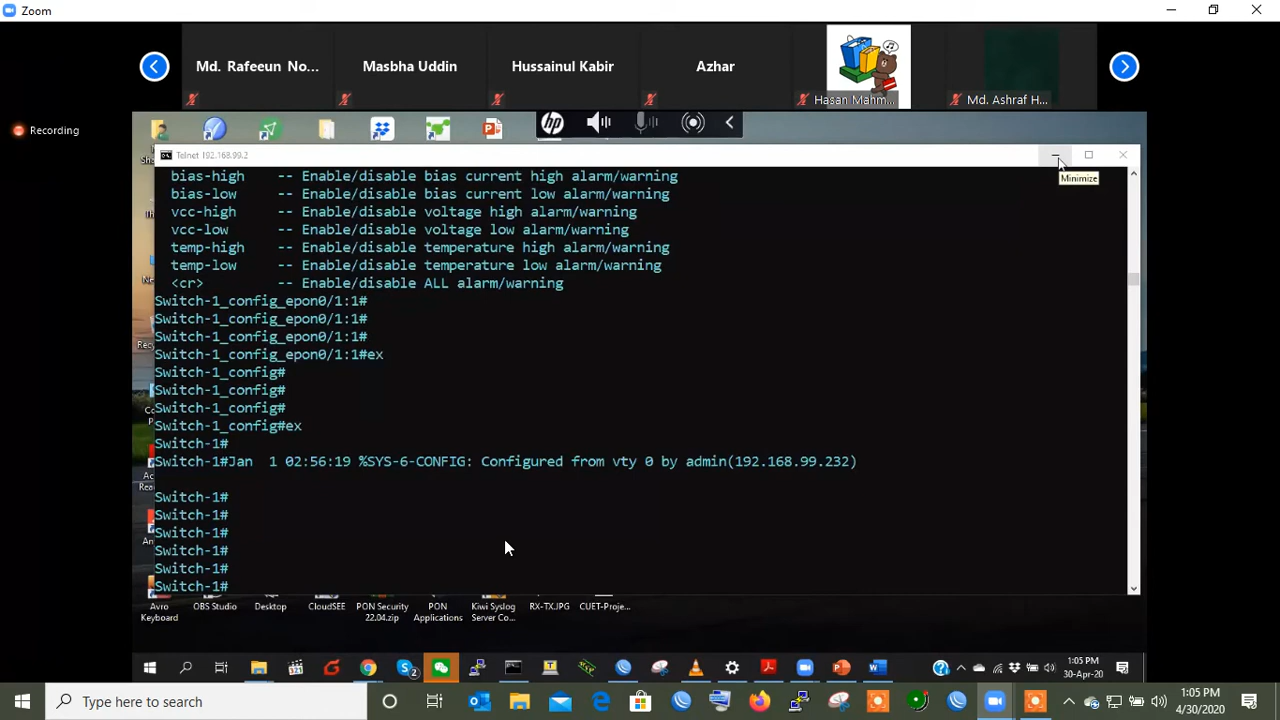 Zoom
Md. Rafeeun No...
Masbha Uddin
Hussainul Kabir
Azhar
Hasan Mahm...
Md. Ashraf H...
Recording
hp
Telnet 192.168.99.2
Minimize
bias-high -- Enable/disable bias current high alarm/warning
bias-low -- Enable/disable bias current low alarm/warning
vcc-high -- Enable/disable voltage high alarm/warning
vcc-low -- Enable/disable voltage low alarm/warning
temp-high -- Enable/disable temperature high alarm/warning
temp-low -- Enable/disable temperature low alarm/warning
<cr> -- Enable/disable ALL alarm/warning
Switch-1_config_epon0/1:1#
Switch-1_config_epon0/1:1#
Switch-1_config_epon0/1:1#
Switch-1_config_epon0/1:1#ex
Switch-1_config#
Switch-1_config#
Switch-1_config#
Switch-1_config#ex
Switch-1#
Switch-1#Jan 1 02:56:19 %SYS-6-CONFIG: Configured from vty 0 by admin(192.168.99.232)
Switch-1#
Switch-1#
Switch-1#
Switch-1#
Switch-1#
Switch-1#
Avro Keyboard
OBS Studio
Desktop
CloudSEE
PON Security 22.04.zip
PON Applications
Kiwi Syslog Server Co...
RX-TX.JPG
CUET-Proje...
1:05 PM
30-Apr-20
Type here to search
1:05 PM
4/30/2020